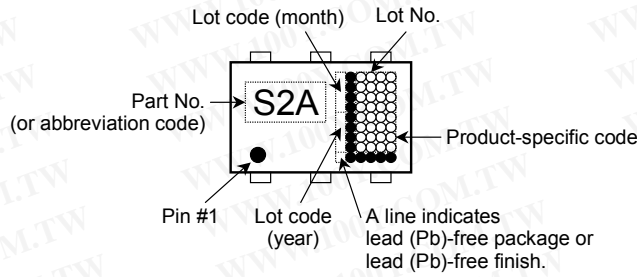 Lot code (month)
Lot No.
Part No.
(or abbreviation code)
S2A
Product-specific code
Pin #1
Lot code
(year)
A line indicates
lead (Pb)-free package or
lead (Pb)-free finish.